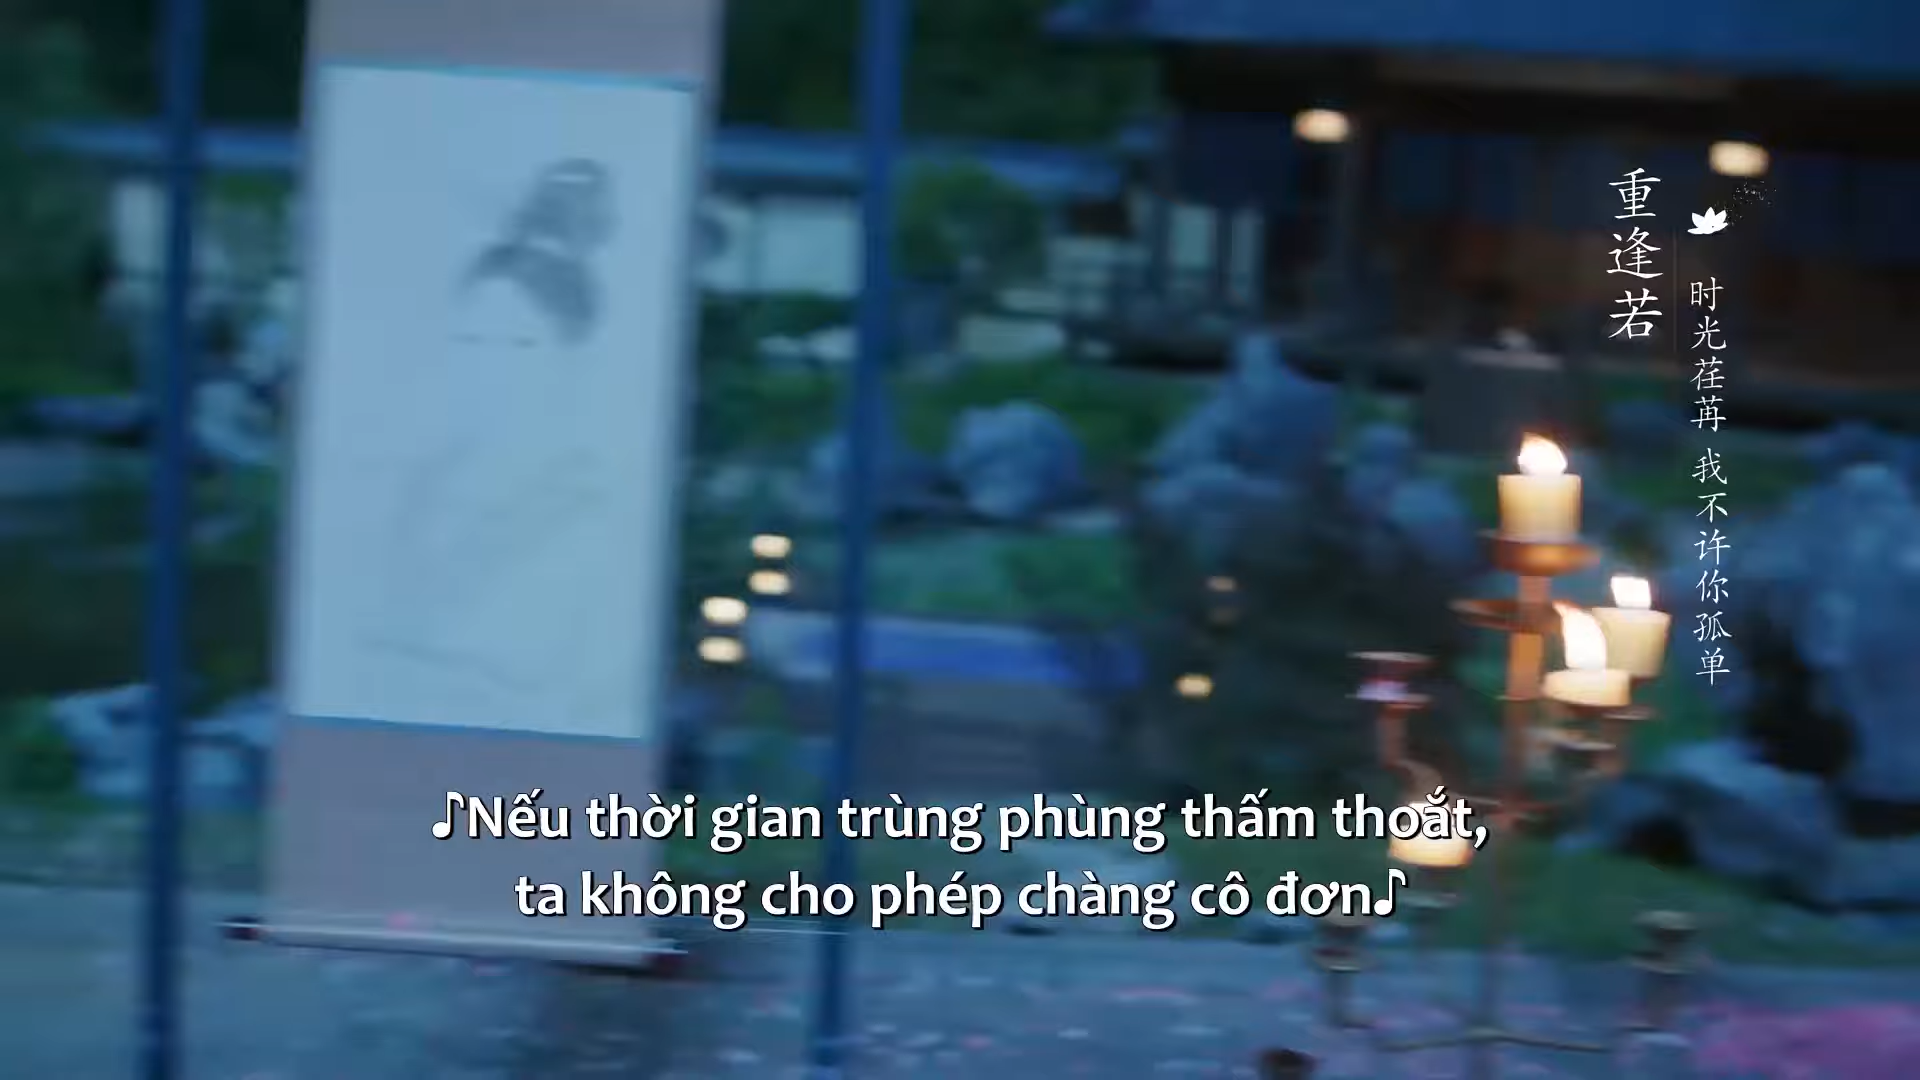 重逢若
时光荏苒 我不许你孤单
♪Nếu thời gian trùng phùng thấm thoắt,
ta không cho phép chàng cô đơn♪